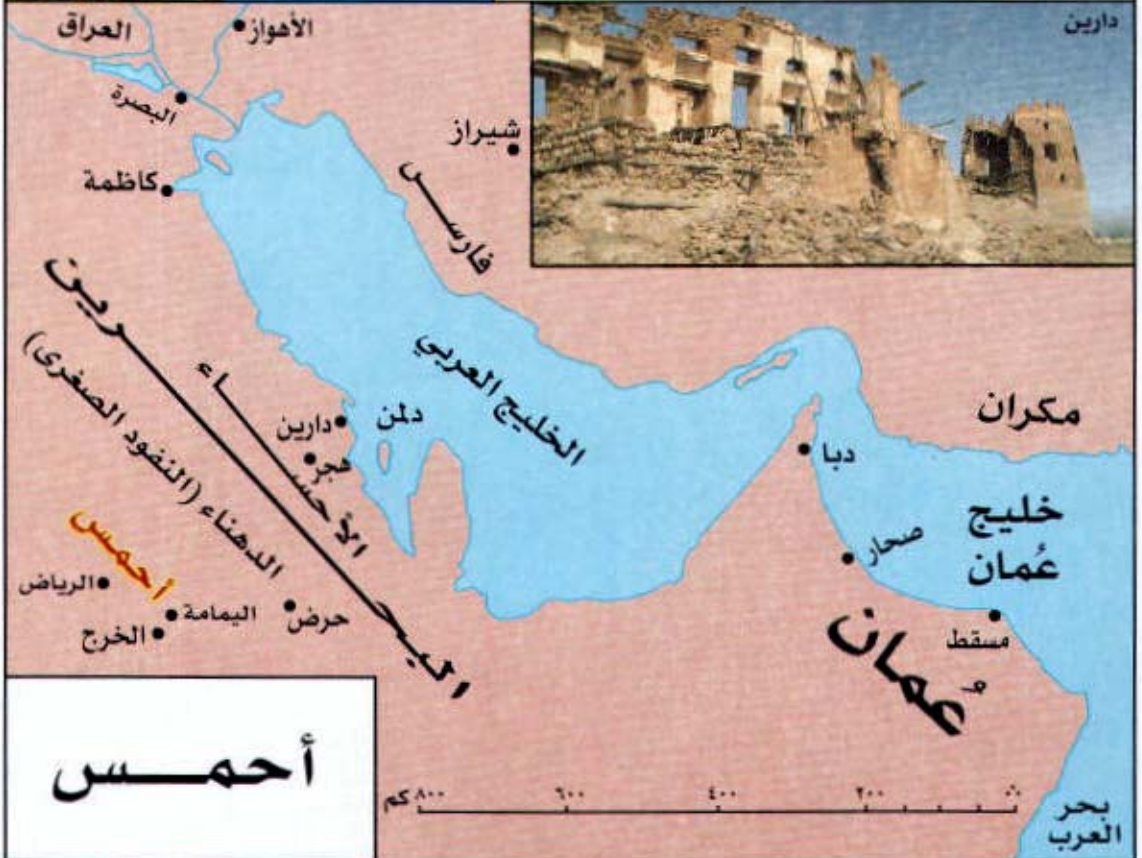 دارين
العراق
الأهواز
البصرة
شيراز
كاظمة
فارس
البحرين
الأحساء
الدهناء (النفود الصغرى)
الخليج العربي
دارين
دلمن
هجر
مكران
دبا
خليج
عُمان
صحار
مسقط
عُمان
أحمس
الرياض
اليمامة
حرض
الخرج
أحمس
٨٠٠ كم
٦٠٠
٤٠٠
٢٠٠
بحر
العرب